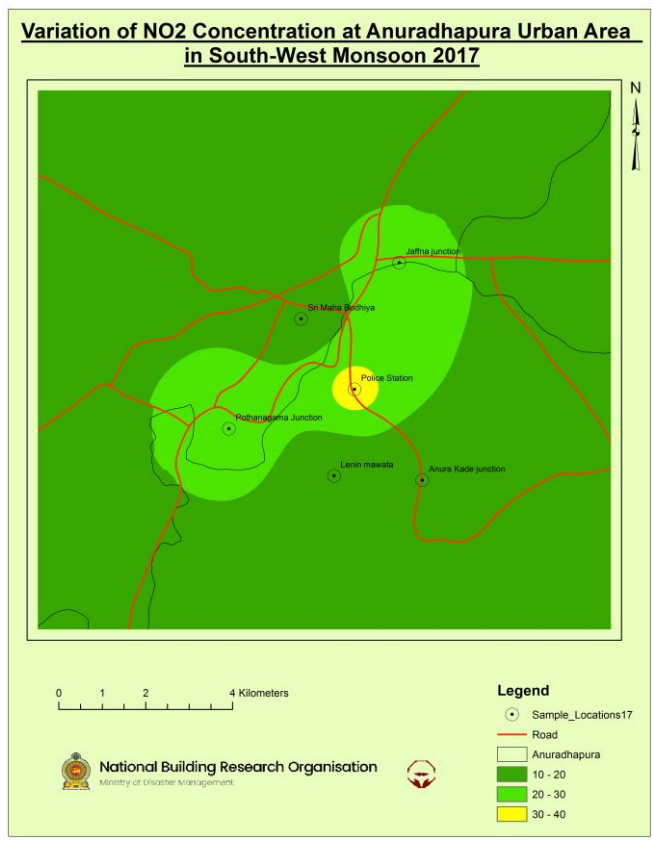 Variation of NO2 Concentration at Anuradhapura Urban Area
in South-West Monsoon 2017
N
Jaffna junction
Sri Maha Bodhiya
Police Station
Pothanagama Junction
Lenin mawata
Anura Kade junction
0 1 2 4 Kilometers
Legend
Sample_Locations17
Road
Anuradhapura
10 - 20
20 - 30
30 - 40
National Building Research Organisation
Ministry of Disaster Management